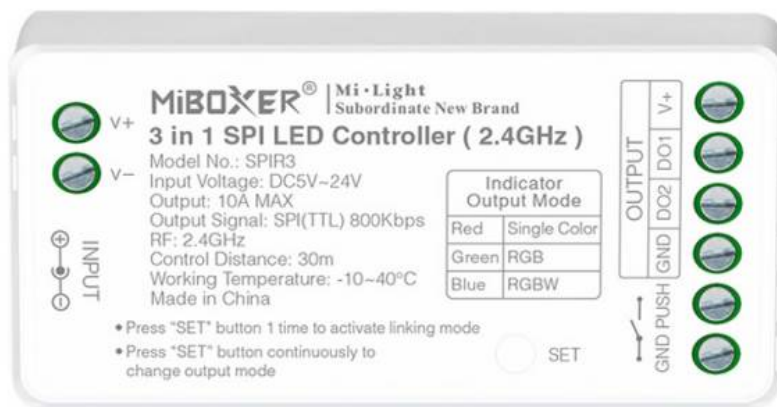 MiBOXER® Mi·Light
Subordinate New Brand
3 in 1 SPI LED Controller ( 2.4GHz )
Model No.: SPIR3
Input Voltage: DC5V~24V
Output: 10A MAX
Output Signal: SPI(TTL) 800Kbps
RF: 2.4GHz
Control Distance: 30m
Working Temperature: -10~40°C
Made in China
• Press "SET" button 1 time to activate linking mode
• Press "SET" button continuously to
change output mode
V+
V−
INPUT
Indicator
Output Mode
Red Single Color
Green RGB
Blue RGBW
SET
OUTPUT
V+
DO1
DO2
GND
PUSH
GND